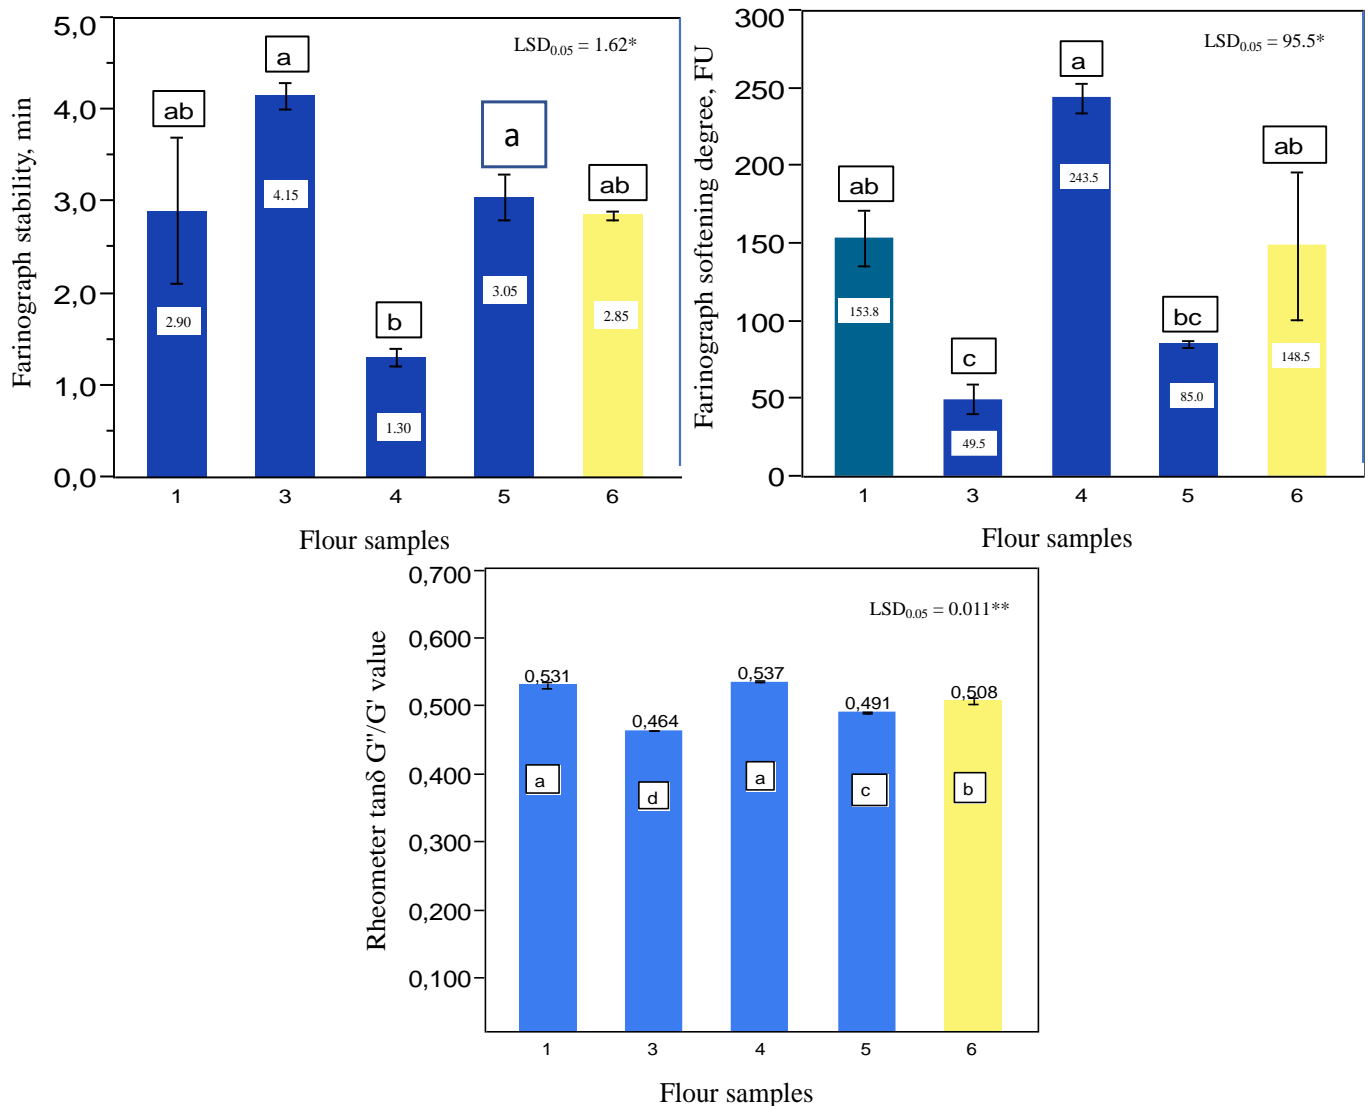 Farinograph stability, min
5,0
4,0
3,0
2,0
1,0
0,0
LSD0.05 = 1.62*
ab
a
b
a
ab
2.90
4.15
1.30
3.05
2.85
1 3 4 5 6
Flour samples
Farinograph softening degree, FU
300
250
200
150
100
50
0
LSD0.05 = 95.5*
ab
c
a
bc
ab
153.8
49.5
243.5
85.0
148.5
1 3 4 5 6
Flour samples
Rheometer tanδ G"/G' value
0,700
0,600
0,500
0,400
0,300
0,200
0,100
LSD0.05 = 0.011**
0,531
0,464
0,537
0,491
0,508
a
d
a
c
b
1 3 4 5 6
Flour samples